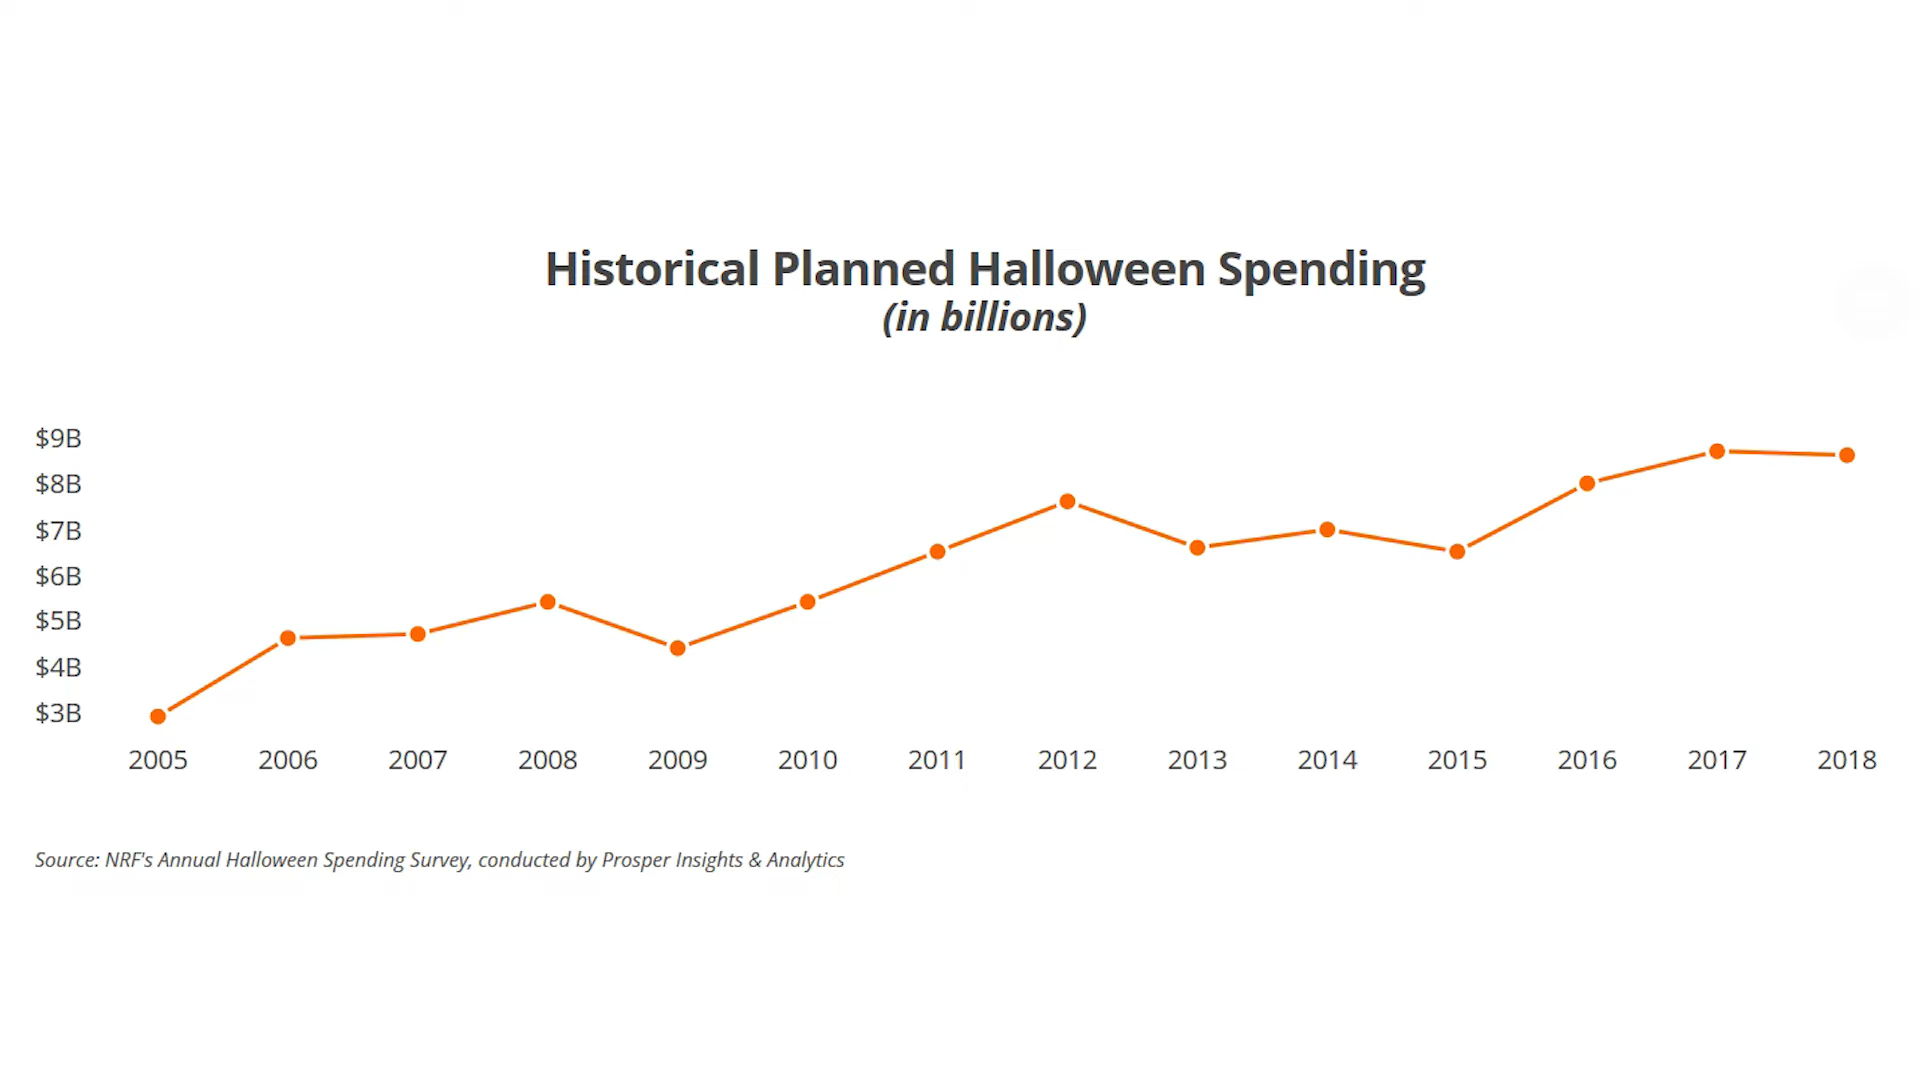 Historical Planned Halloween Spending
(in billions)
$9B
$8B
$7B
$6B
$5B
$4B
$3B
2005 2006 2007 2008 2009 2010 2011 2012 2013 2014 2015 2016 2017 2018
Source: NRF's Annual Halloween Spending Survey, conducted by Prosper Insights & Analytics